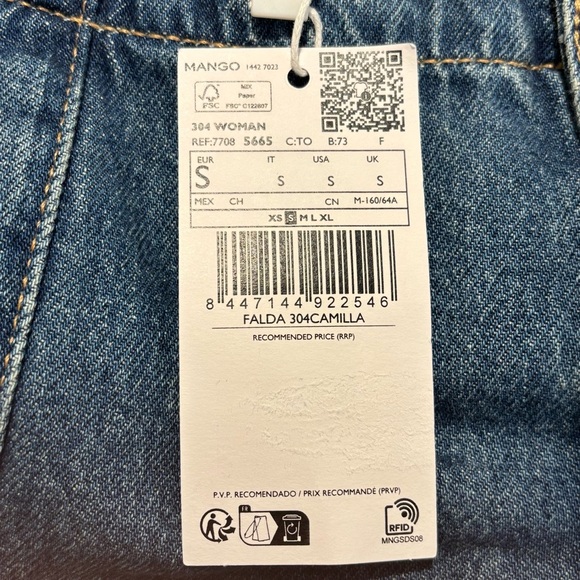 MANGO 1442 7023
MIX
Paper
FSC
FSC® C122607
304 WOMAN
REF:7708 5665 C:TO B:73 F
EUR IT USA UK
S S S S
MEX CH CN M-160/64A
XS S M L XL
8 447144 922546
FALDA 304CAMILLA
RECOMMENDED PRICE (RRP)
P.V.P. RECOMENDADO / PRIX RECOMMANDÉ (PRVP)
FR
RFID
MNGSDS08